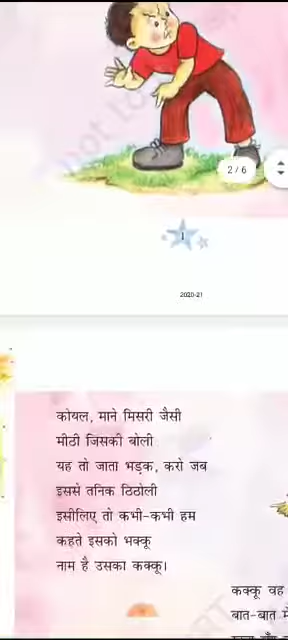 2/6
1
2020-21
कोयल, माने मिसरी जैसी
मीठी जिसकी बोली
यह तो जाता भड़क, करो जब
इससे तनिक ठिठोली
इसीलिए तो कभी-कभी हम
कहते इसको भक्कू
नाम है उसका कक्कू।
कक्कू वह
बात-बात में